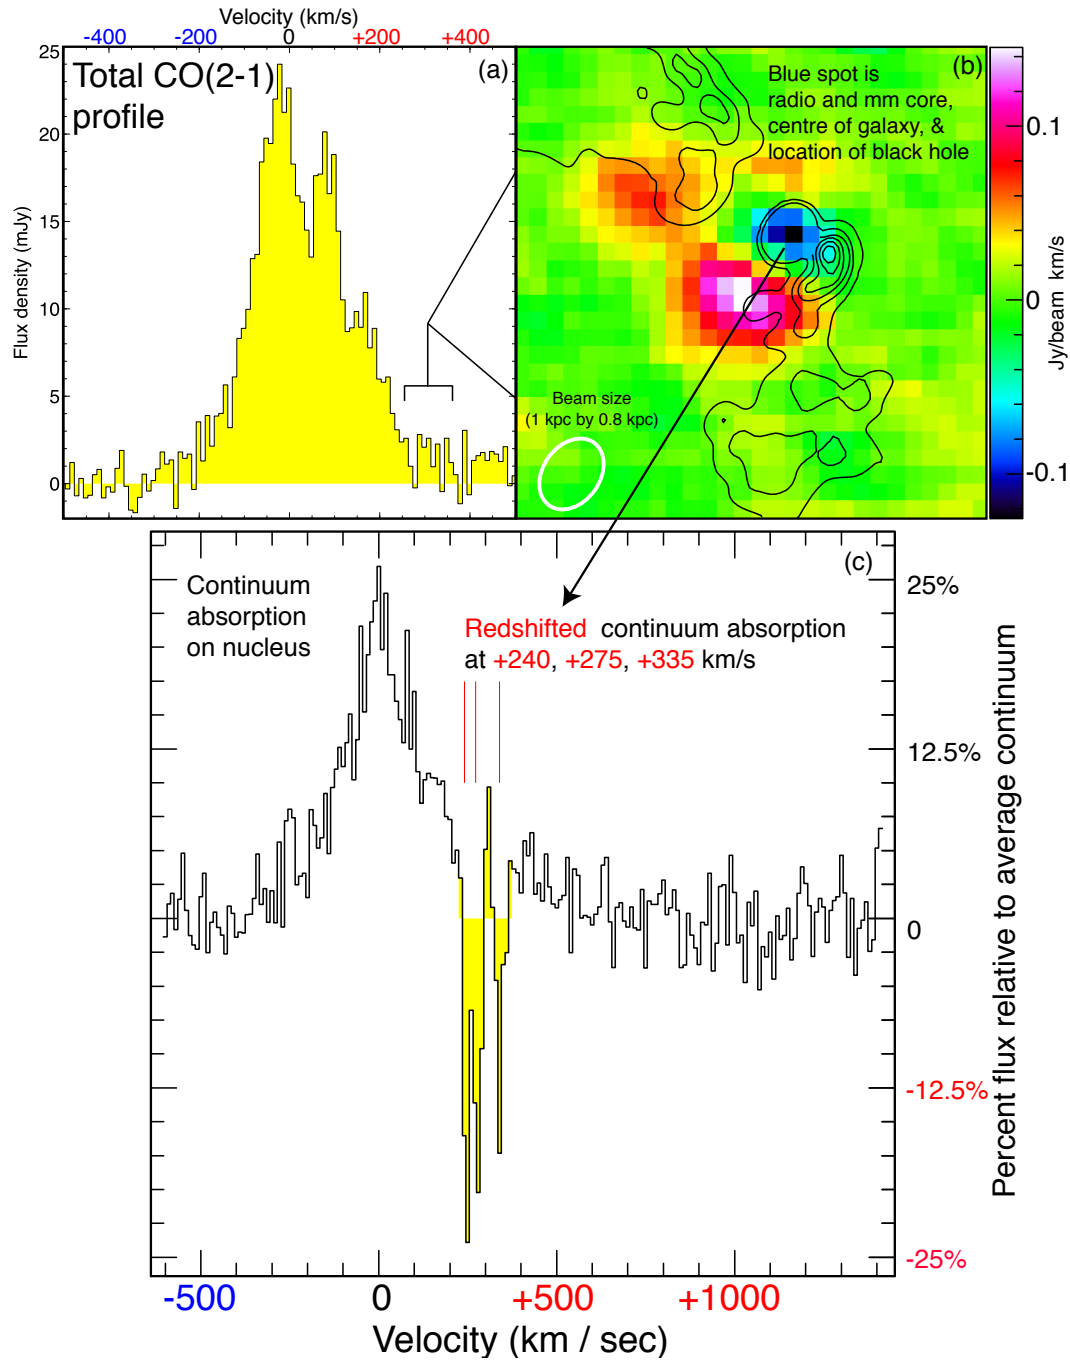 Velocity (km/s)
-400 -200 0 +200 +400
Total CO(2-1)
profile
(a)
25
20
15
10
5
0
Flux density (mJy)
(b)
Blue spot is
radio and mm core,
centre of galaxy, &
location of black hole
Beam size
(1 kpc by 0.8 kpc)
0.1
0
-0.1
Jy/beam km/s
(c)
Continuum
absorption
on nucleus
Redshifted continuum absorption
at +240, +275, +335 km/s
25%
12.5%
0
-12.5%
-25%
Percent flux relative to average continuum
-500 0 +500 +1000
Velocity (km / sec)